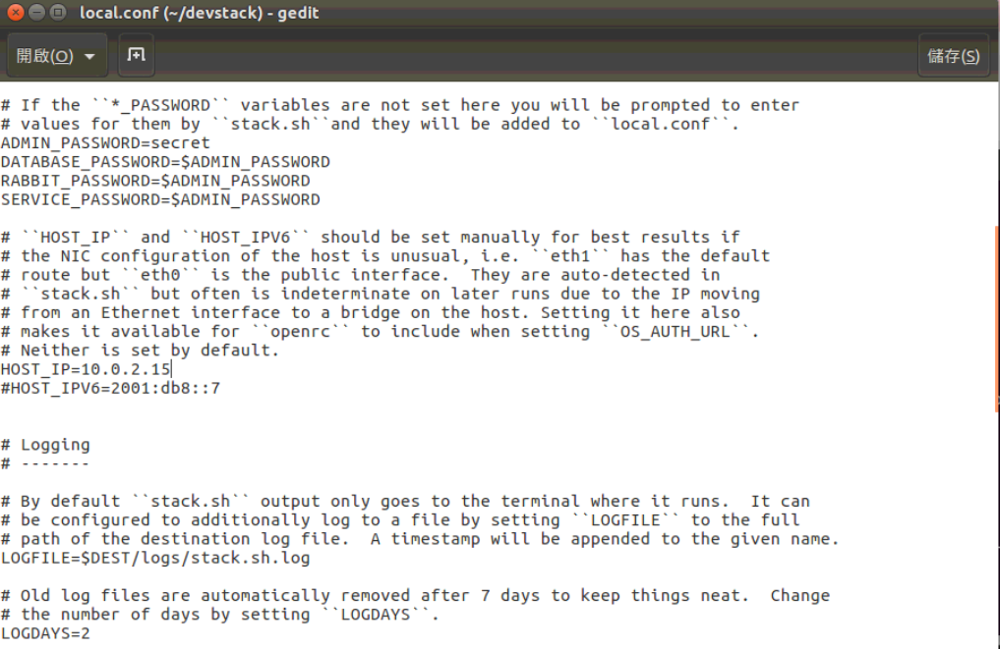 local.conf (~/devstack) - gedit
開啟(O)
儲存(S)
# If the ``*_PASSWORD`` variables are not set here you will be prompted to enter
# values for them by ``stack.sh``and they will be added to ``local.conf``.
ADMIN_PASSWORD=secret
DATABASE_PASSWORD=$ADMIN_PASSWORD
RABBIT_PASSWORD=$ADMIN_PASSWORD
SERVICE_PASSWORD=$ADMIN_PASSWORD
# ``HOST_IP`` and ``HOST_IPV6`` should be set manually for best results if
# the NIC configuration of the host is unusual, i.e. ``eth1`` has the default
# route but ``eth0`` is the public interface.  They are auto-detected in
# ``stack.sh`` but often is indeterminate on later runs due to the IP moving
# from an Ethernet interface to a bridge on the host. Setting it here also
# makes it available for ``openrc`` to include when setting ``OS_AUTH_URL``.
# Neither is set by default.
HOST_IP=10.0.2.15
#HOST_IPV6=2001:db8::7
# Logging
# -------
# By default ``stack.sh`` output only goes to the terminal where it runs.  It can
# be configured to additionally log to a file by setting ``LOGFILE`` to the full
# path of the destination log file.  A timestamp will be appended to the given name.
LOGFILE=$DEST/logs/stack.sh.log
# Old log files are automatically removed after 7 days to keep things neat.  Change
# the number of days by setting ``LOGDAYS``.
LOGDAYS=2